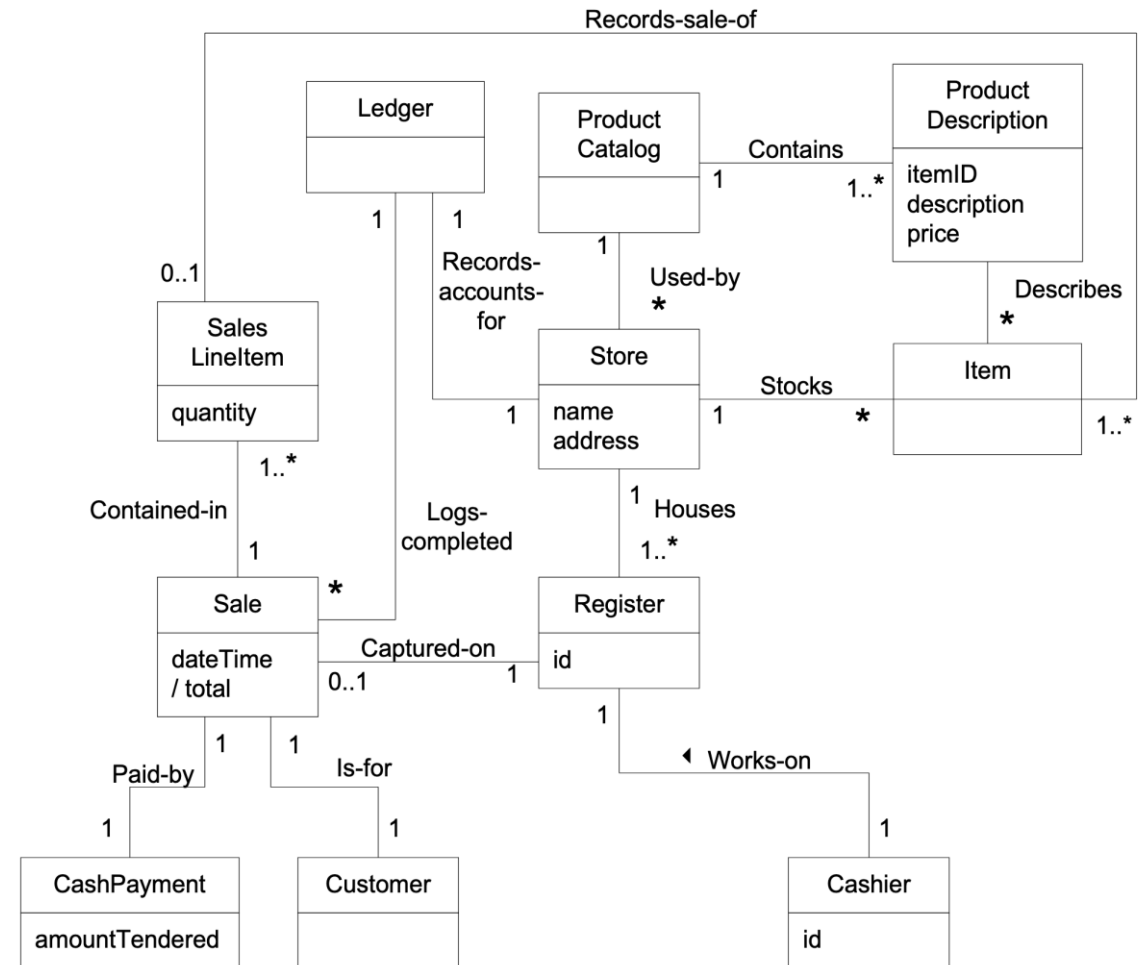 Records-sale-of
Ledger
Product
Catalog
Product
Description
itemID
description
price
Contains
1
1..*
1
1
1
Records-
accounts-
for
Used-by
*
Describes
*
0..1
Sales
LineItem
quantity
Store
name
address
Stocks
1
1
*
Item
1..*
1..*
Contained-in
1
Logs-
completed
*
1
Houses
1..*
Sale
dateTime
/ total
Captured-on
0..1
1
Register
id
1
1
Paid-by
Is-for
1
◀ Works-on
1
1
1
CashPayment
amountTendered
Customer
Cashier
id